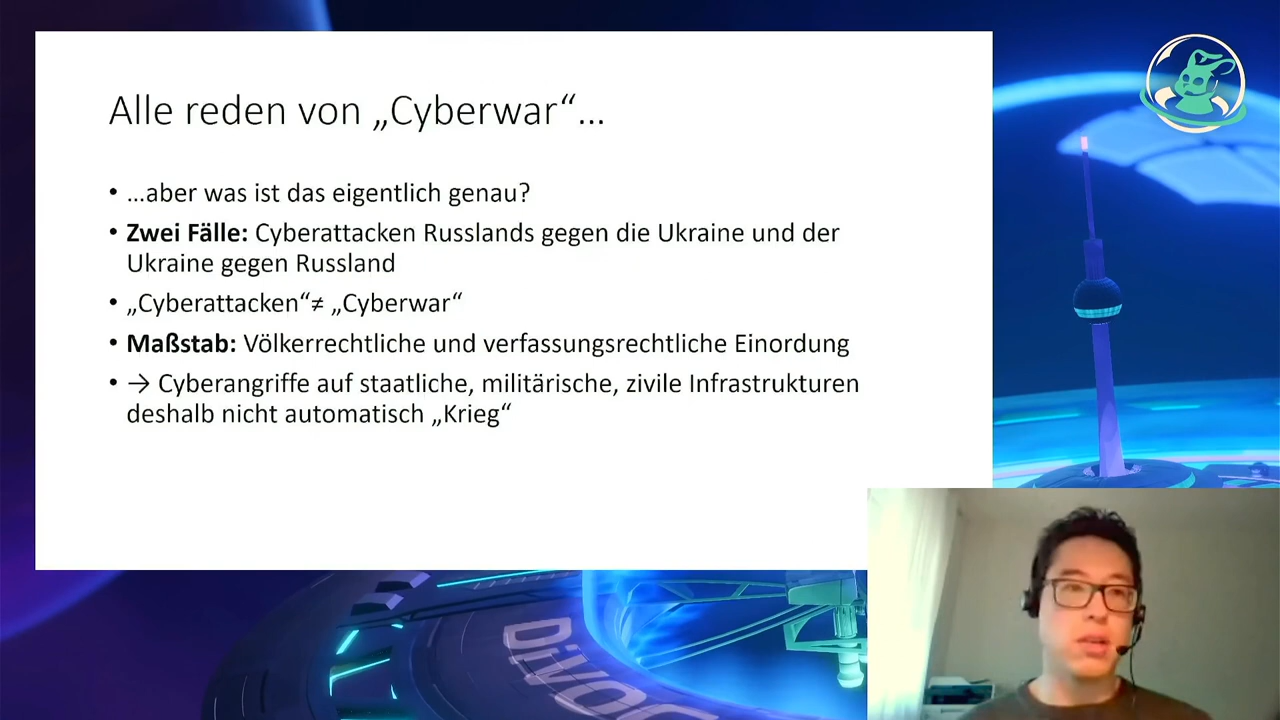 Alle reden von „Cyberwar“...
• ...aber was ist das eigentlich genau?
• Zwei Fälle: Cyberattacken Russlands gegen die Ukraine und der
Ukraine gegen Russland
• „Cyberattacken“≠ „Cyberwar“
• Maßstab: Völkerrechtliche und verfassungsrechtliche Einordnung
• → Cyberangriffe auf staatliche, militärische, zivile Infrastrukturen
deshalb nicht automatisch „Krieg“